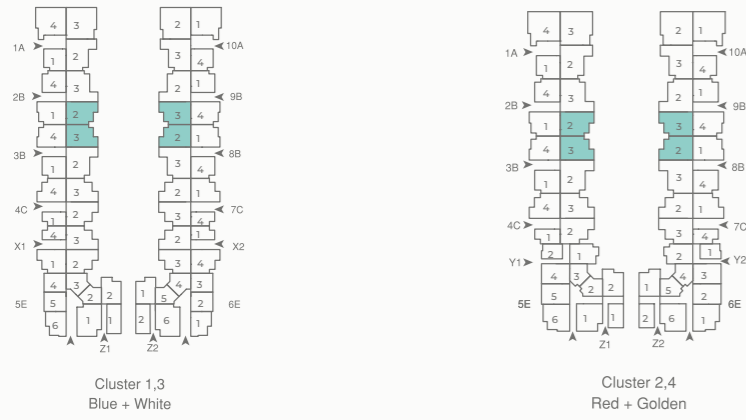 4 3 2 1
1A 10A
1 2 3 4
4 3 2 1
2B 9B
1 2 3 4
4 3 2 1
3B 8B
1 2 3 4
4 3 2 1
4C 7C
1 2 3 4
4 3 2 1
X1 X2
1 2 3 4
4 3 4 3
2 2 1 5
5E 5 2 6E
6 1 1 2 6 1
Z1 Z2
Cluster 1,3
Blue + White
4 3 2 1
1A 10A
1 2 3 4
4 3 2 1
2B 9B
1 2 3 4
4 3 2 1
3B 8B
1 2 3 4
4 3 2 1
4C 7C
1 3 3 4
2 1 2 1
Y1 Y2
4 3 4 3
2 2 1 5
5 2
5E 6E
6 1 1 2 6 1
Z1 Z2
Cluster 2,4
Red + Golden